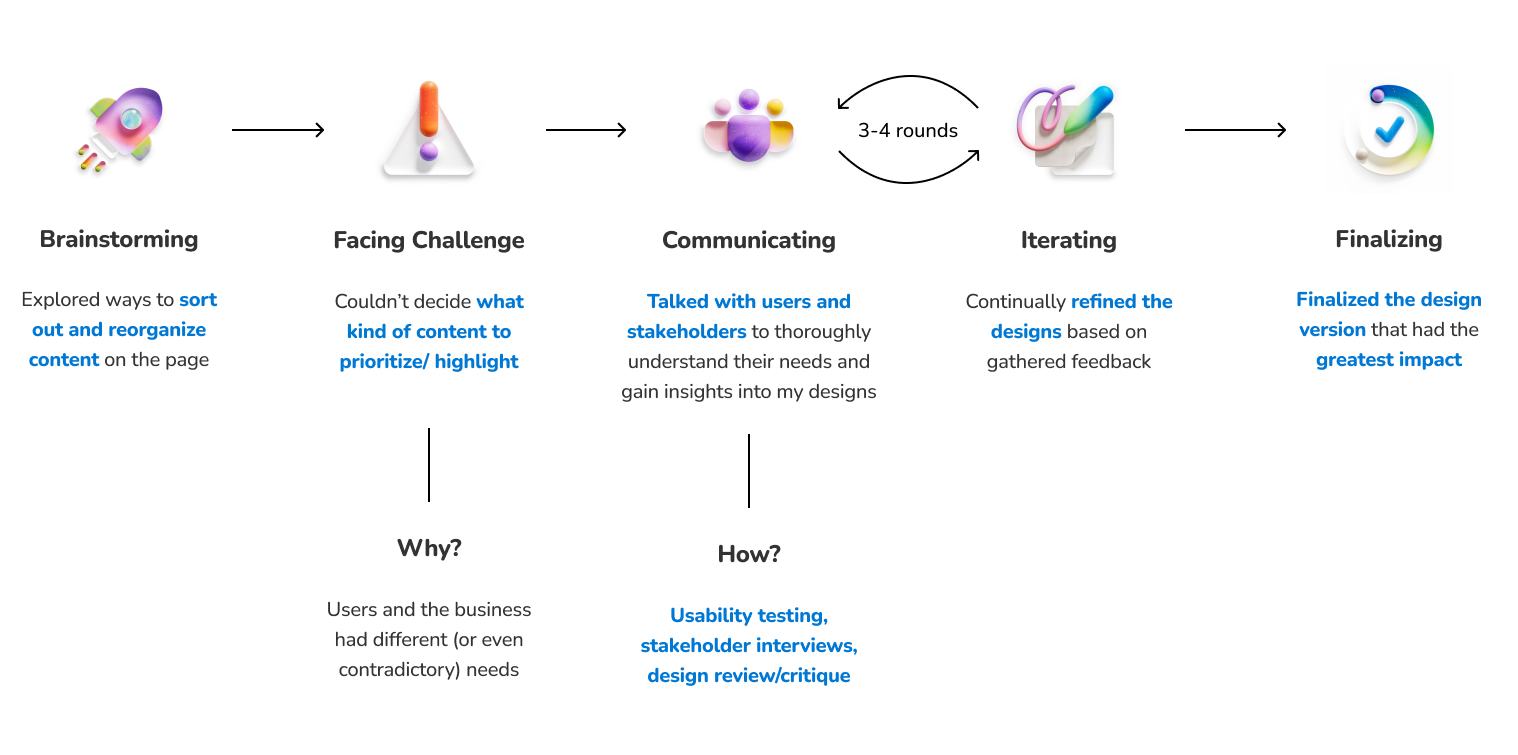 3-4 rounds
Brainstorming
Explored ways to sort
out and reorganize
content on the page
Facing Challenge
Couldn’t decide what
kind of content to
prioritize/ highlight
Why?
Users and the business
had different (or even
contradictory) needs
Communicating
Talked with users and
stakeholders to thoroughly
understand their needs and
gain insights into my designs
How?
Usability testing,
stakeholder interviews,
design review/critique
Iterating
Continually refined the
designs based on
gathered feedback
Finalizing
Finalized the design
version that had the
greatest impact